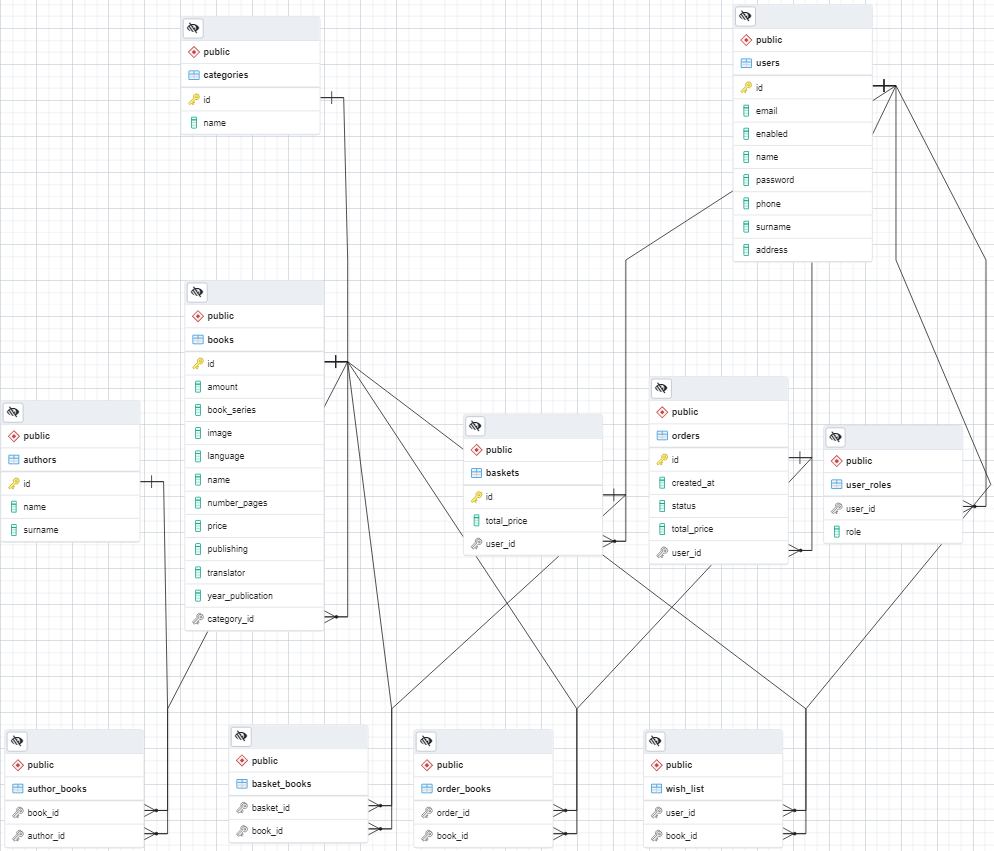 public
categories
id
name
public
users
id
email
enabled
name
password
phone
surname
address
public
books
id
amount
book_series
image
language
name
number_pages
price
publishing
translator
year_publication
category_id
public
authors
id
name
surname
public
baskets
id
total_price
user_id
public
orders
id
created_at
status
total_price
user_id
public
user_roles
user_id
role
public
author_books
book_id
author_id
public
basket_books
basket_id
book_id
public
order_books
order_id
book_id
public
wish_list
user_id
book_id